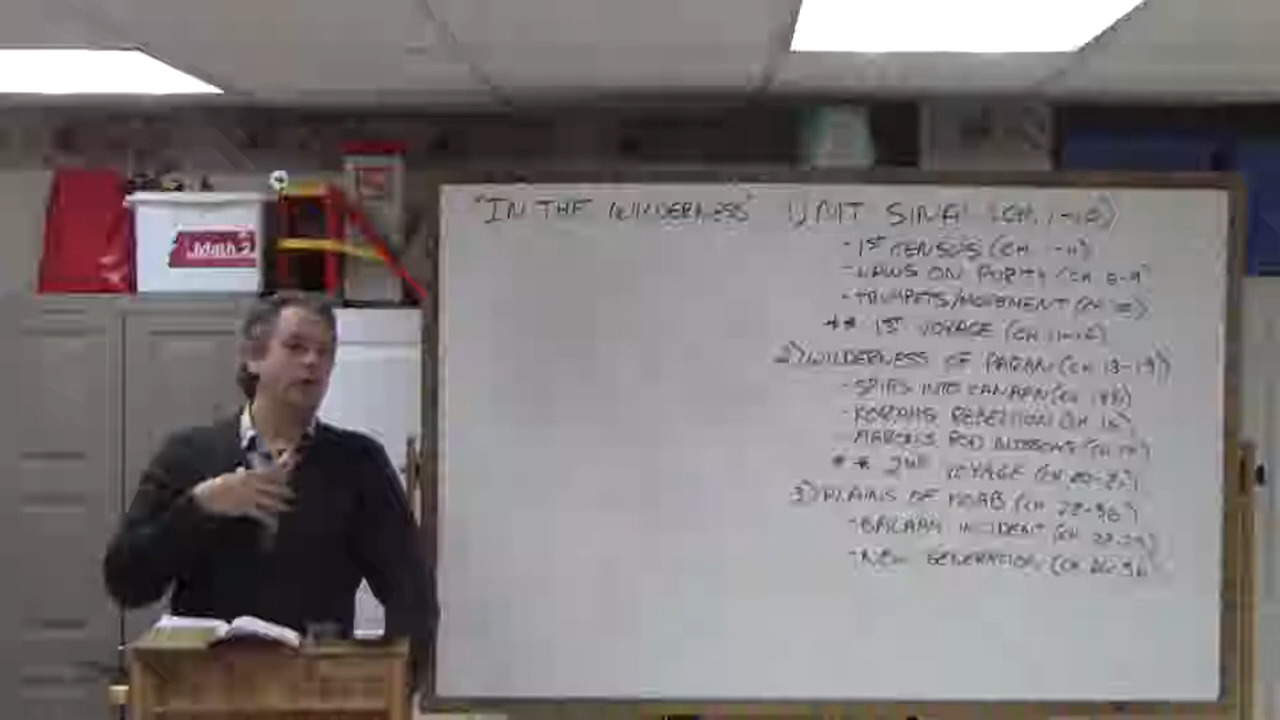 Math 2
"IN THE WILDERNESS" 1) MT SINAI (CH. 1-10)
-1ST CENSUS (CH 1-4)
-LAWS ON PURITY (CH 5-9)
-TRUMPETS/MOVEMENT (CH 10)
** 1ST VOYAGE (CH 11-12)
2) WILDERNESS OF PARAN (CH 13-19)
-SPIES INTO CANAAN (CH
-KORAHS REBELLION (CH 16)
-AARONS ROD BLOSSOMS (CH 17)
** 2ND VOYAGE (CH 20-21)
3) PLAINS OF MOAB (CH 22-36)
-BALAAM INCIDENT (CH 22-25)
-NEW GENERATION (CH 26-36)